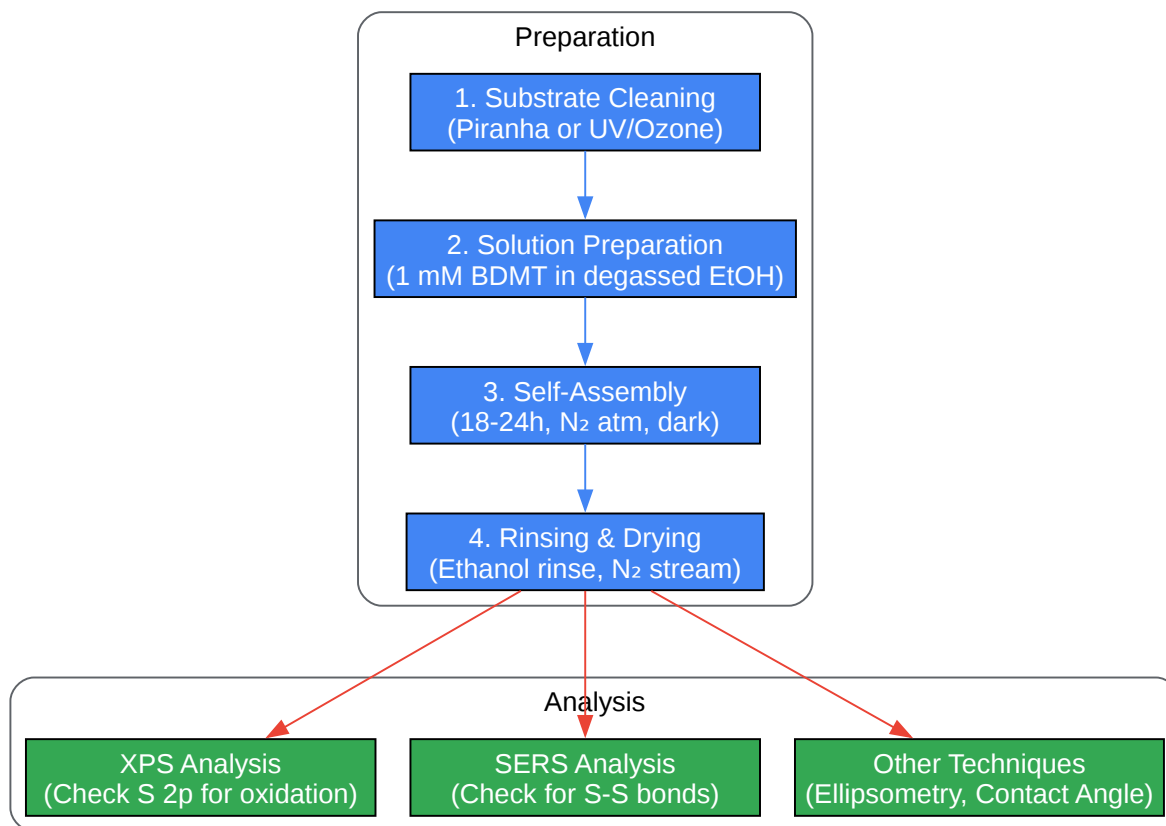 Preparation
1. Substrate Cleaning
(Piranha or UV/Ozone)
2. Solution Preparation
(1 mM BDMT in degassed EtOH)
3. Self-Assembly
(18-24h, N₂ atm, dark)
4. Rinsing & Drying
(Ethanol rinse, N₂ stream)
Analysis
XPS Analysis
(Check S 2p for oxidation)
SERS Analysis
(Check for S-S bonds)
Other Techniques
(Ellipsometry, Contact Angle)